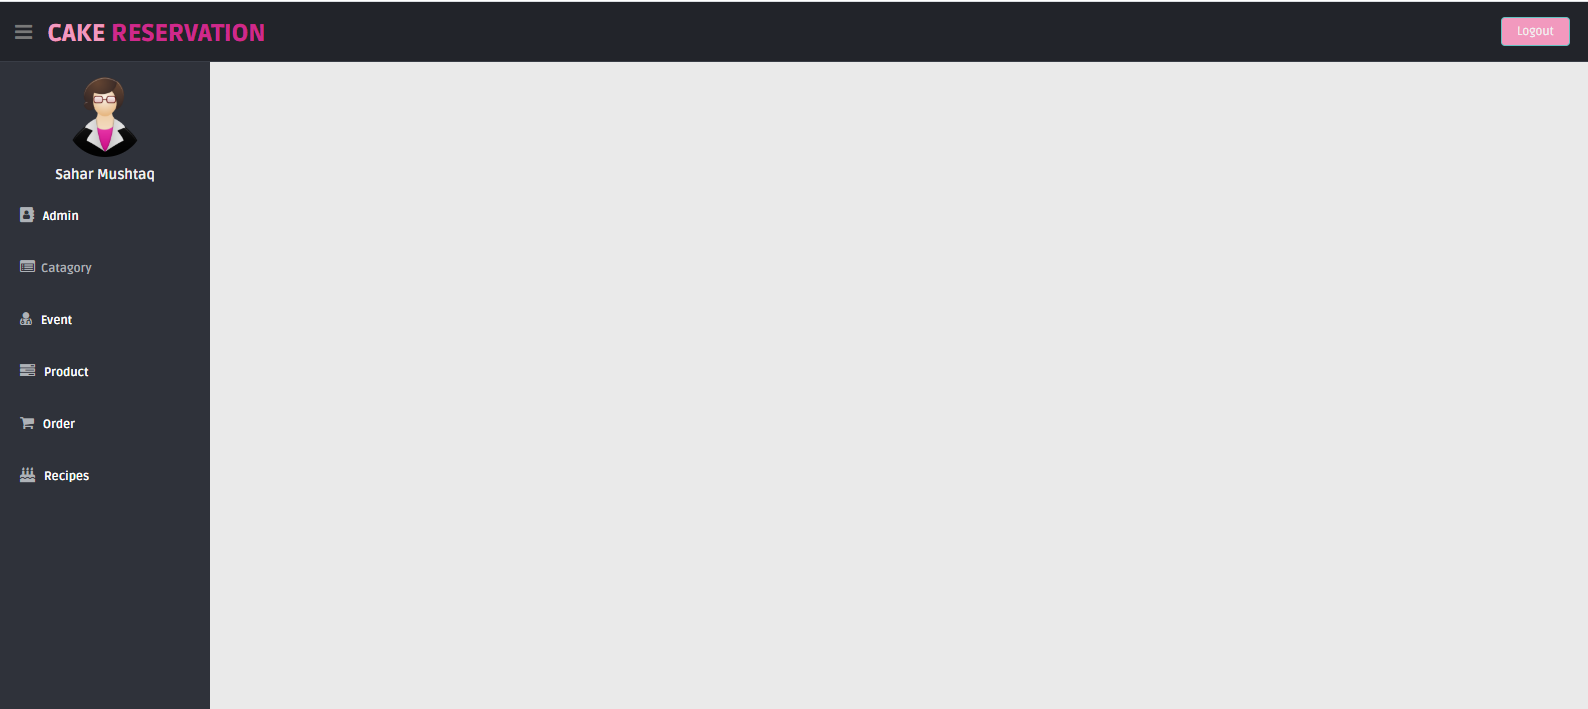 CAKE RESERVATION
Logout
Sahar Mushtaq
Admin
Catagory
Event
Product
Order
Recipes